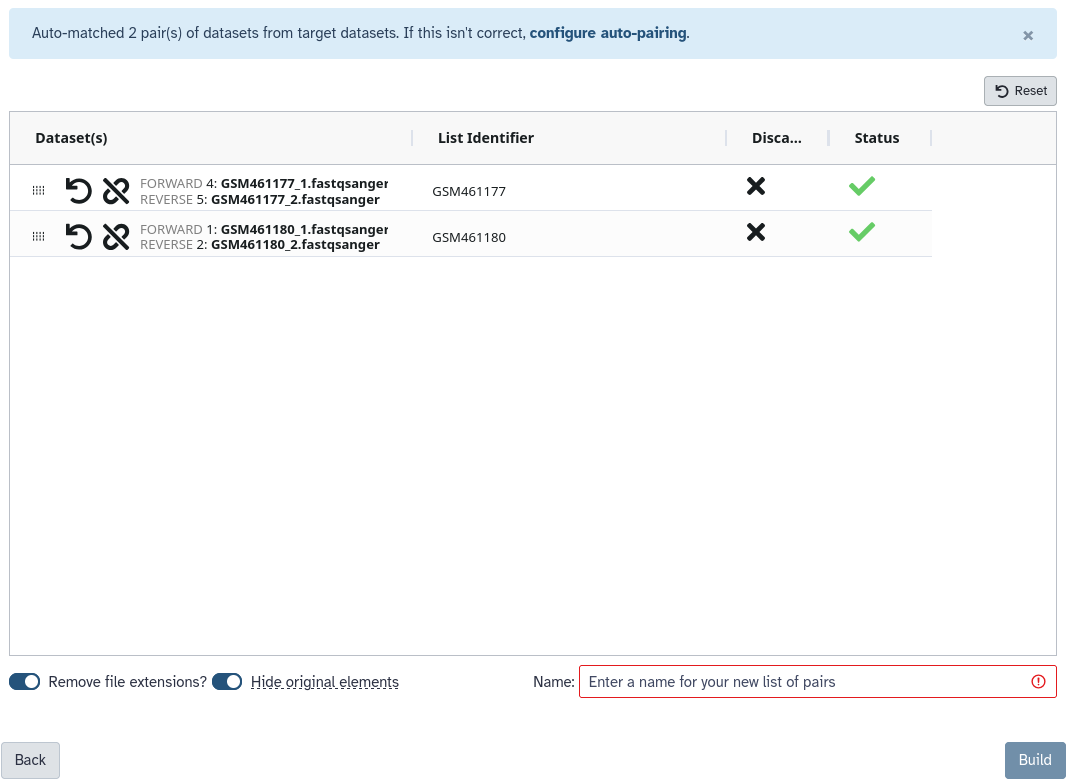 Auto-matched 2 pair(s) of datasets from target datasets. If this isn't correct, configure auto-pairing.
Reset
Dataset(s) List Identifier Disca... Status
FORWARD 4: GSM461177_1.fastqsanger
REVERSE 5: GSM461177_2.fastqsanger
GSM461177
FORWARD 1: GSM461180_1.fastqsanger
REVERSE 2: GSM461180_2.fastqsanger
GSM461180
Remove file extensions? Hide original elements Name: Enter a name for your new list of pairs
Back Build